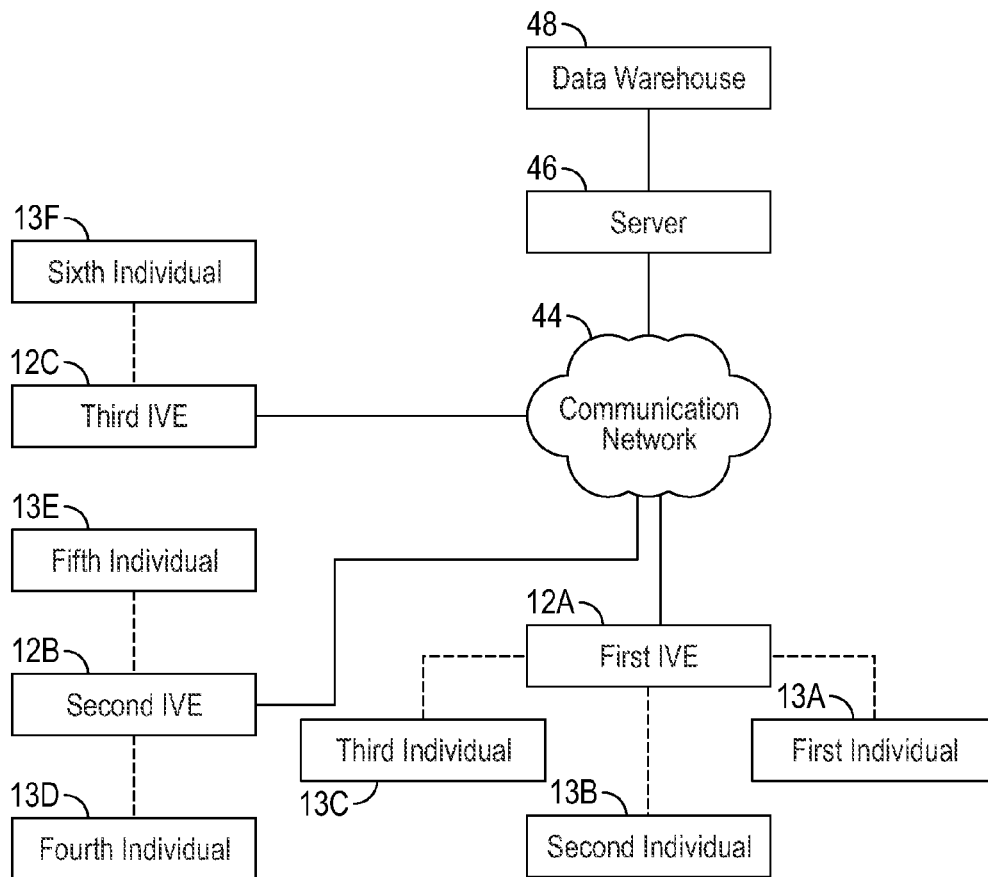 48
Data Warehouse
46
Server
13F
Sixth Individual
44
12C
Third IVE
Communication
Network
13E
Fifth Individual
12A
First IVE
12B
Second IVE
13A
Third Individual
First Individual
13C
13D
13B
Fourth Individual
Second Individual